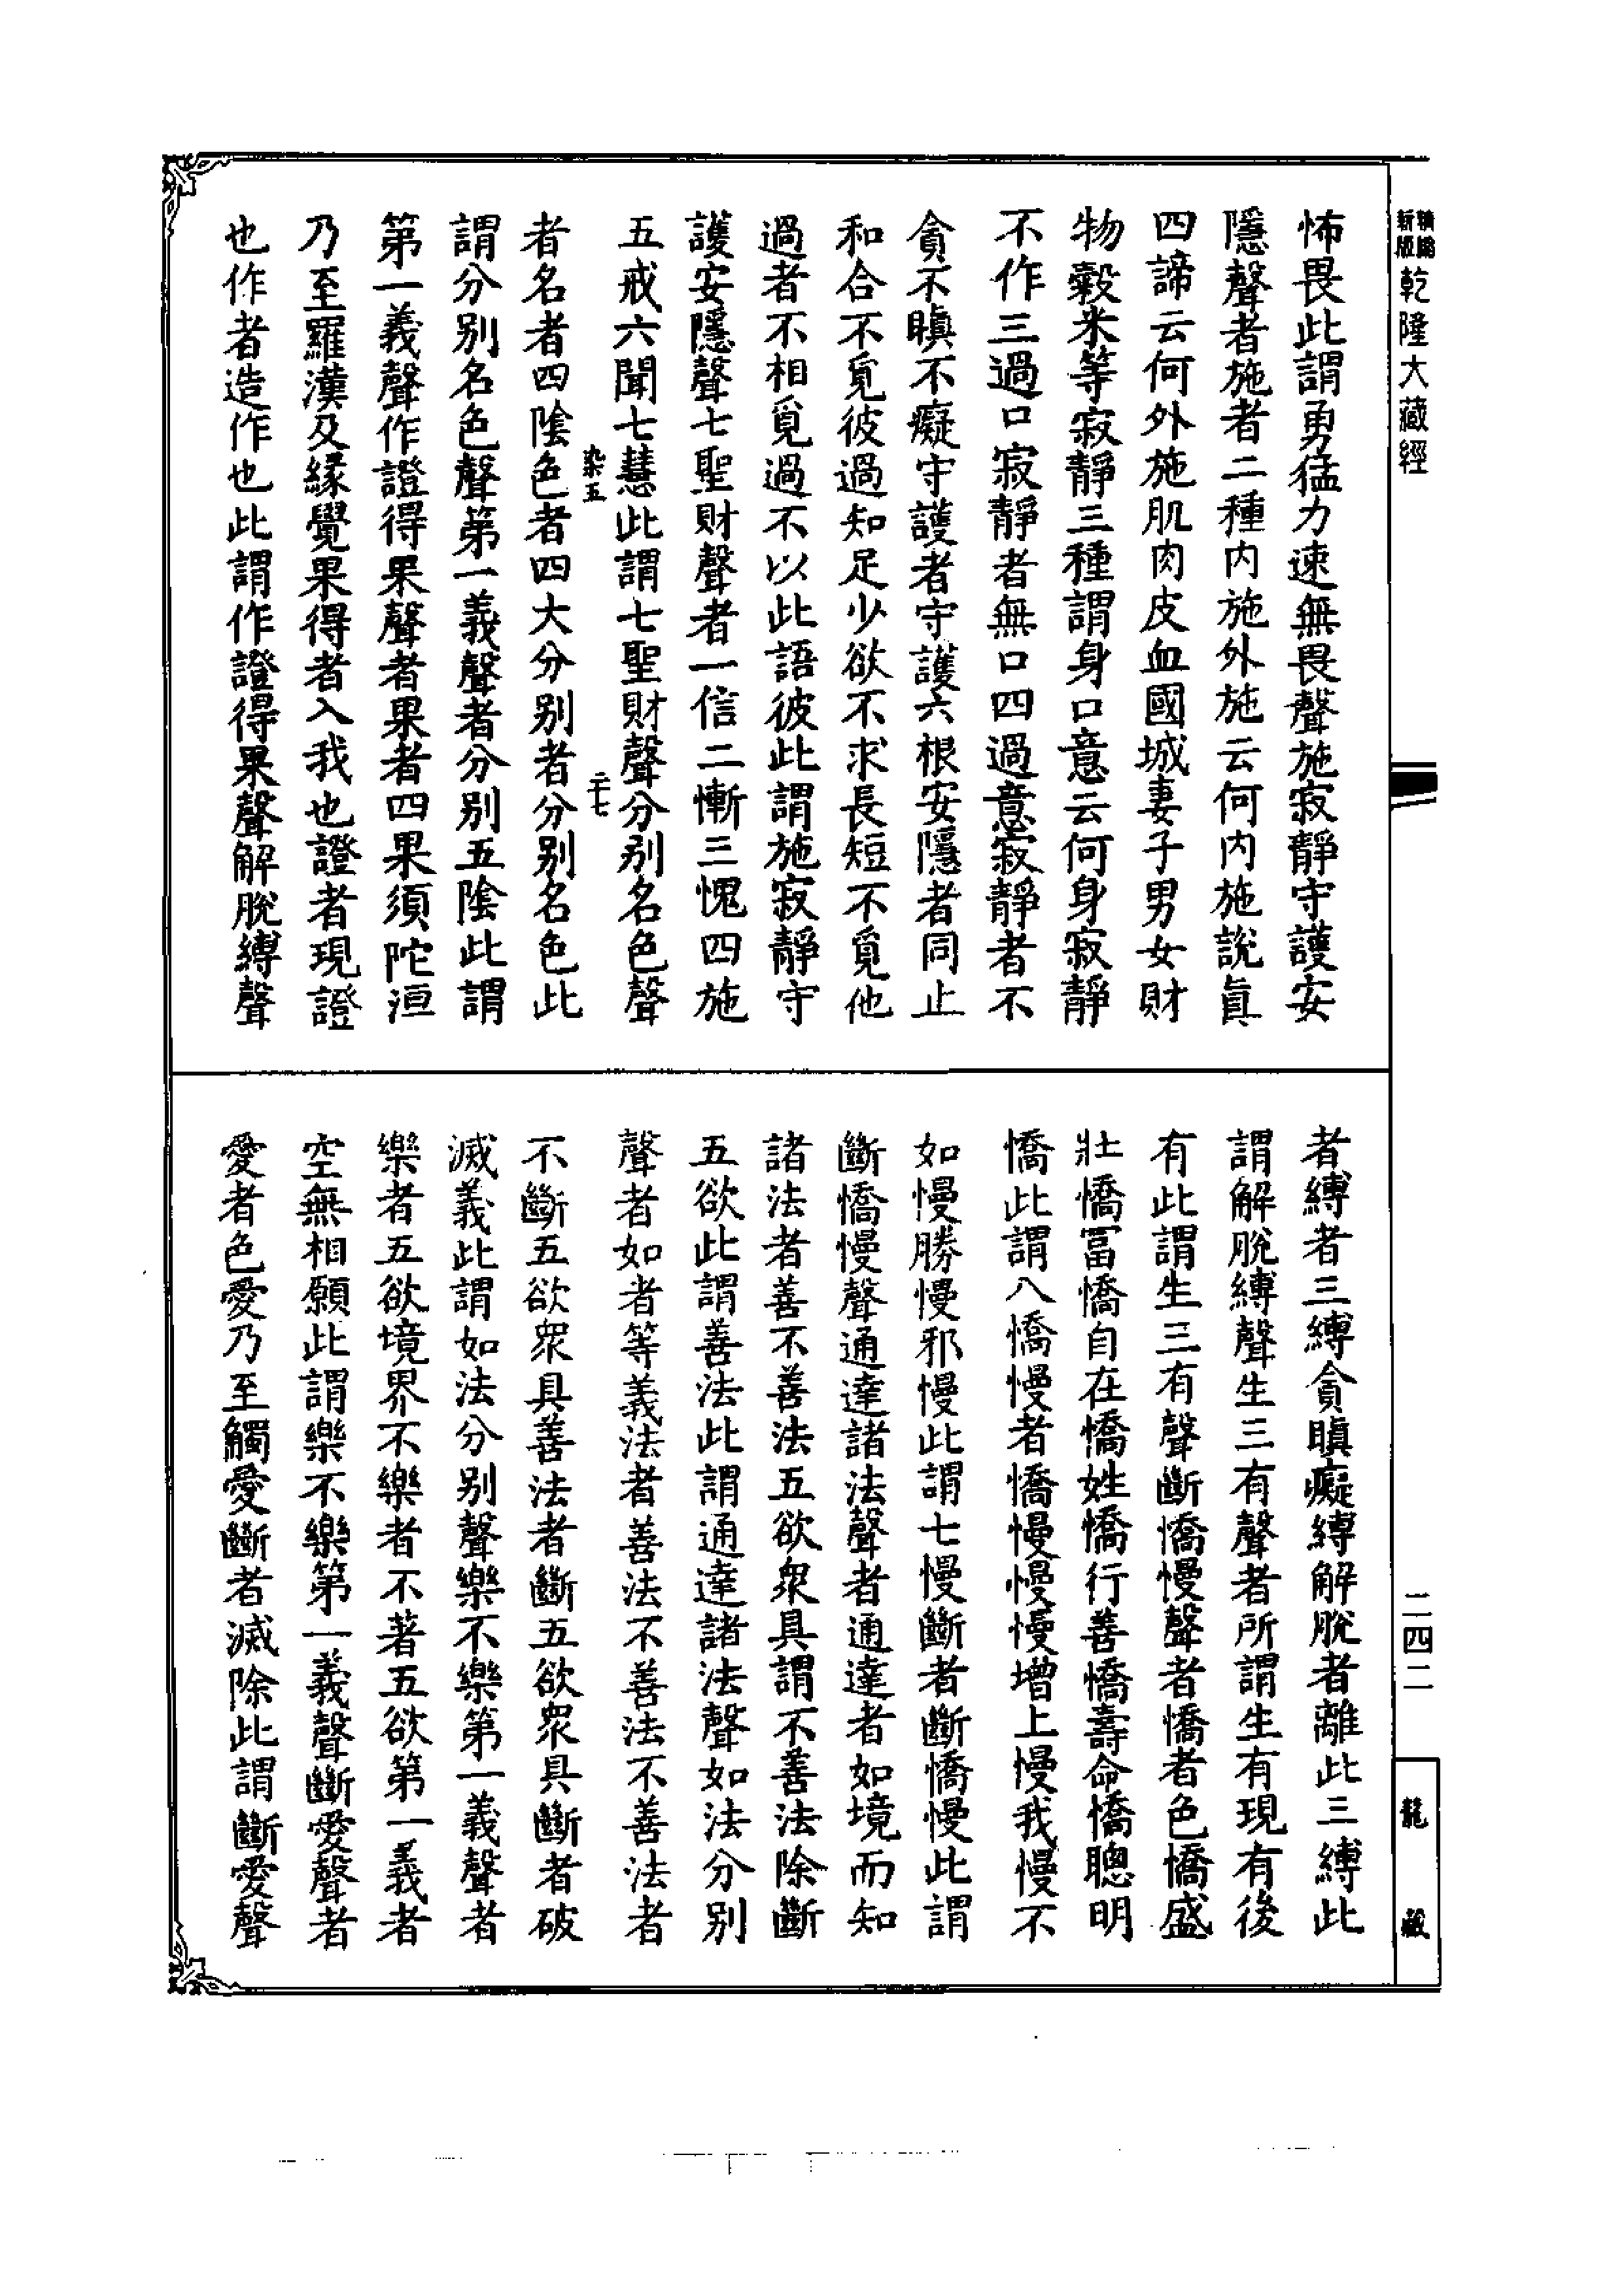 精編
新版
乾隆大藏經
二四二
龍藏
怖畏此謂勇猛力速無畏聲施寂靜守護安
隱聲者施者二種内施外施云何内施說眞
四諦云何外施肌肉皮血國城妻子男女財
物穀米等寂靜三種謂身口意云何身寂靜
不作三過口寂靜者無口四過意寂靜者不
貪不瞋不癡守護者守護六根安隱者同止
和合不覓彼過知足少欲不求長短不覓他
過者不相覓過不以此語彼此謂施寂靜守
護安隱聲七聖財聲者一信二慚三愧四施
五戒六聞七慧此謂七聖財聲分别名色聲
染五
二七
者名者四陰色者四大分别者分别名色此
謂分别名色聲第一義聲者分别五陰此謂
第一義聲作證得果聲者果者四果須陀洹
乃至羅漢及緣覺果得者入我也證者現證
也作者造作也此謂作證得果聲解脫縛聲
者縛者三縛貪瞋癡縛解脫者離此三縛此
謂解脫縛聲生三有聲者所謂生有現有後
有此謂生三有聲斷憍慢聲者憍者色憍盛
壯憍冨憍自在憍姓憍行善憍壽命憍聰明
憍此謂八憍慢者憍慢慢慢增上慢我慢不
如慢勝慢邪慢此謂七慢斷者斷憍慢此謂
斷憍慢聲通達諸法聲者通達者如境而知
諸法者善不善法五欲衆具謂不善法除斷
五欲此謂善法此謂通達諸法聲如法分别
聲者如者等義法者善法不善法不善法者
不斷五欲衆具善法者斷五欲衆具斷者破
滅義此謂如法分别聲樂不樂第一義聲者
樂者五欲境界不樂者不著五欲第一義者
空無相願此謂樂不樂第一義聲斷愛聲者
愛者色愛乃至觸愛斷者滅除此謂斷愛聲